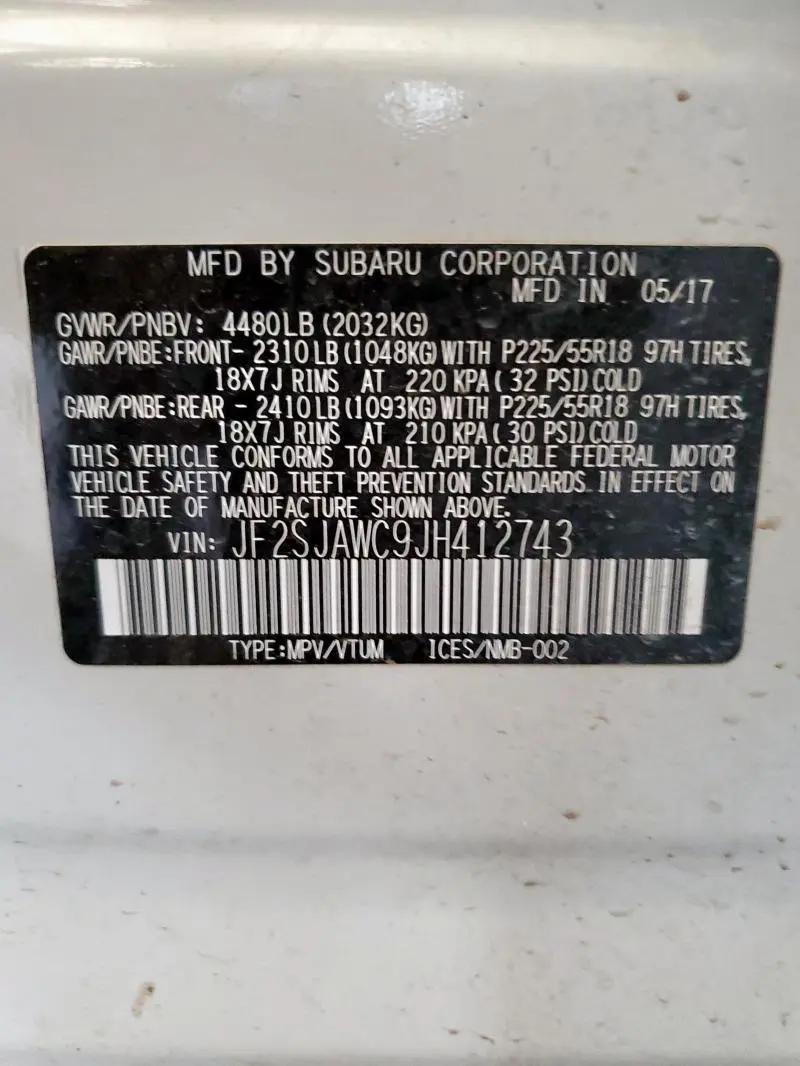 MFD BY SUBARU CORPORATION
MFD IN 05/17
GVWR/PNBV: 4480LB(2032KG)
GAWR/PNBE:FRONT- 2310LB(1048KG)WITH P225/55R18 97H TIRES,
18X7J RIMS AT 220 KPA( 32 PSI)COLD
GAWR/PNBE:REAR - 2410LB(1093KG)WITH P225/55R18 97H TIRES,
18X7J RIMS AT 210 KPA( 30 PSI)COLD
THIS VEHICLE CONFORMS TO ALL APPLICABLE FEDERAL MOTOR
VEHICLE SAFETY AND THEFT PREVENTION STANDARDS IN EFFECT ON
THE DATE OF MANUFACTURE SHOWN ABOVE.
VIN: JF2SJAWC9JH412743
TYPE:MPV/VTUM ICES/NMB-002